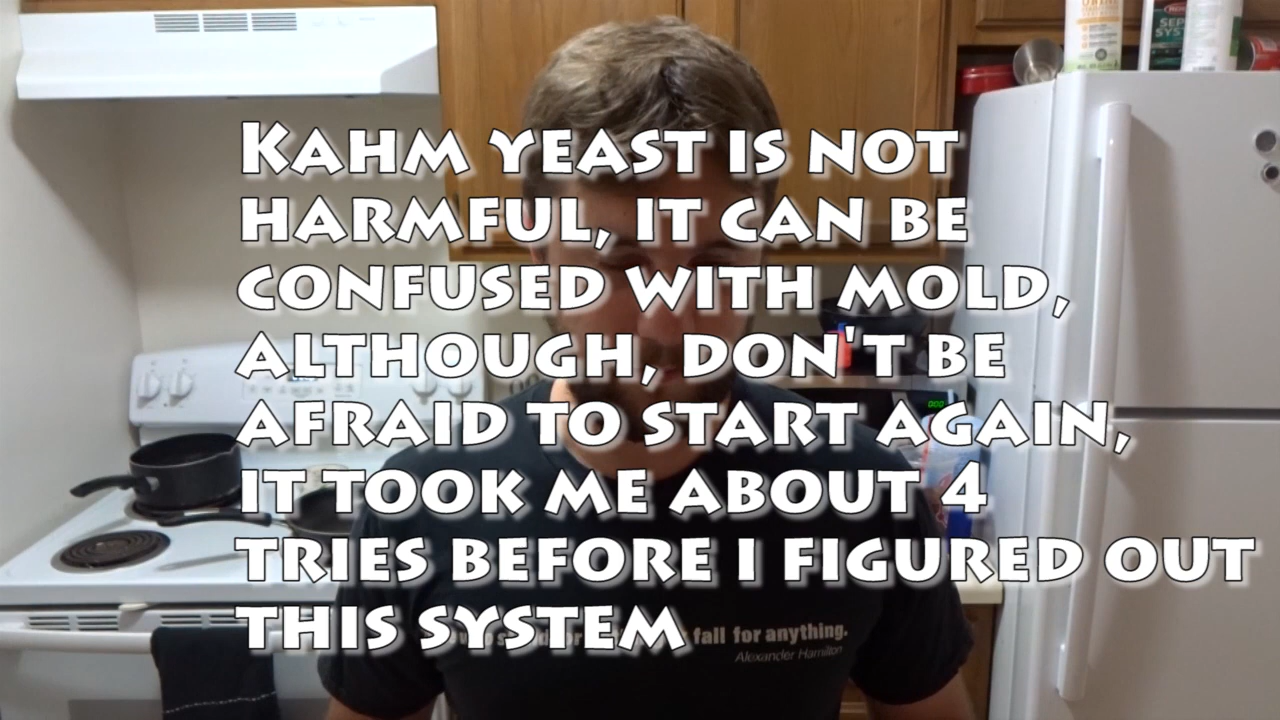 Kahm yeast is not
harmful, it can be
confused with mold,
although, don't be
afraid to start again,
it took me about 4
tries before I figured out
this system
fall for anything.
Alexander Hamilton